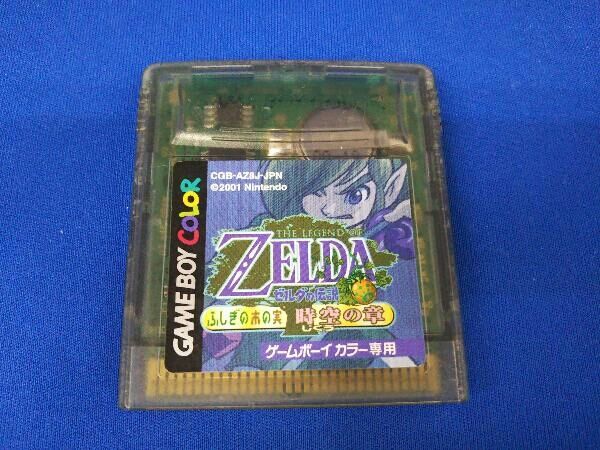 CGB-AZ8J-JPN
©2001 Nintendo
GAME BOY COLOR
THE LEGEND OF
ZELDA
ゼルダの伝説
ふしぎの木の実
時空の章
ゲームボーイカラー専用